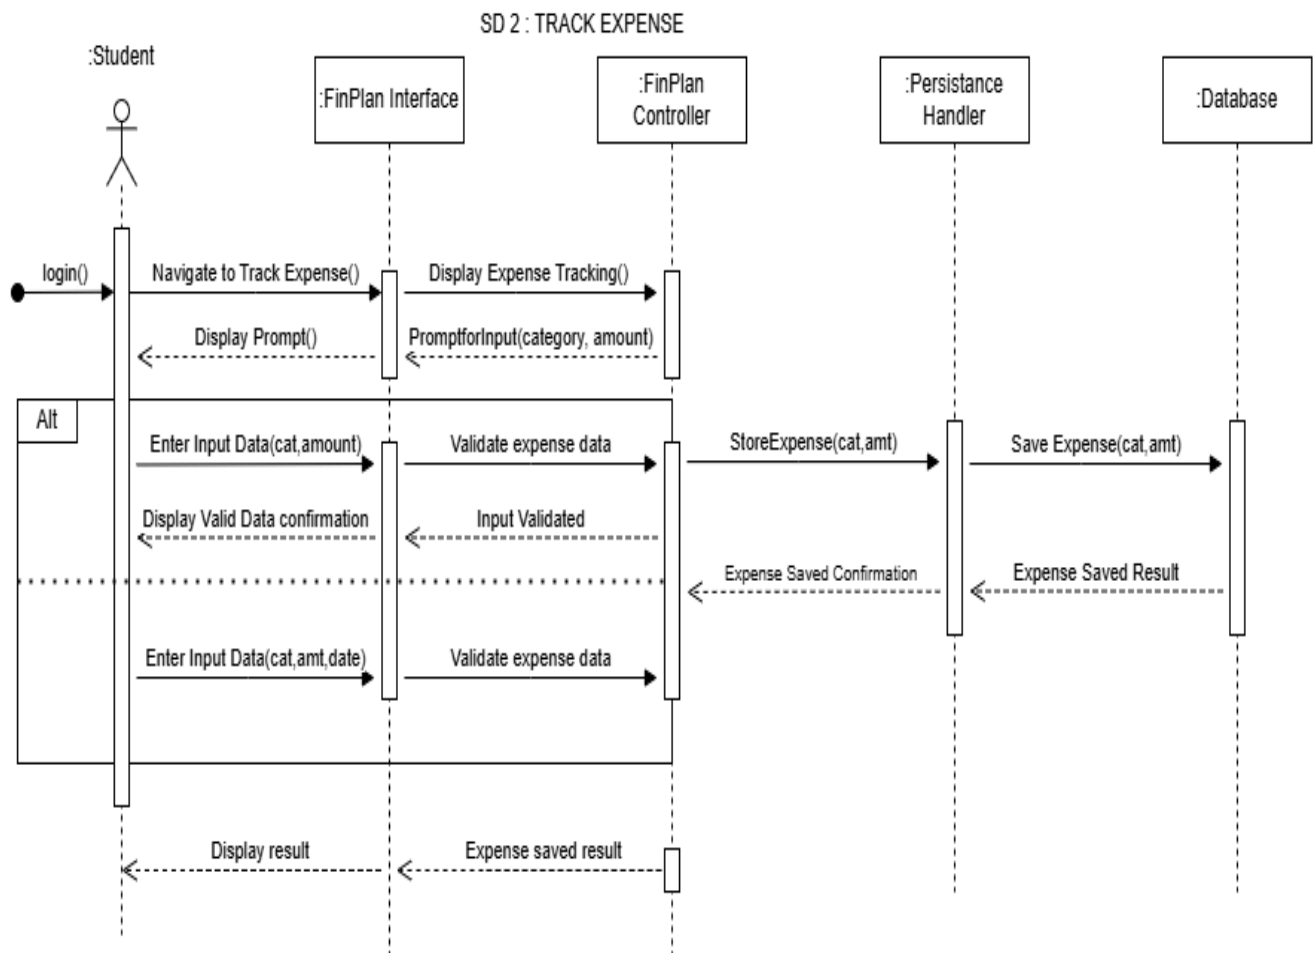 SD 2 : TRACK EXPENSE
:Student
:FinPlan Interface
:FinPlan
Controller
:Persistance
Handler
:Database
login()
Navigate to Track Expense()
Display Expense Tracking()
Display Prompt()
PromptforInput(category, amount)
Alt
Enter Input Data(cat,amount)
Validate expense data
StoreExpense(cat,amt)
Save Expense(cat,amt)
Display Valid Data confirmation
Input Validated
Expense Saved Confirmation
Expense Saved Result
Enter Input Data(cat,amt,date)
Validate expense data
Display result
Expense saved result